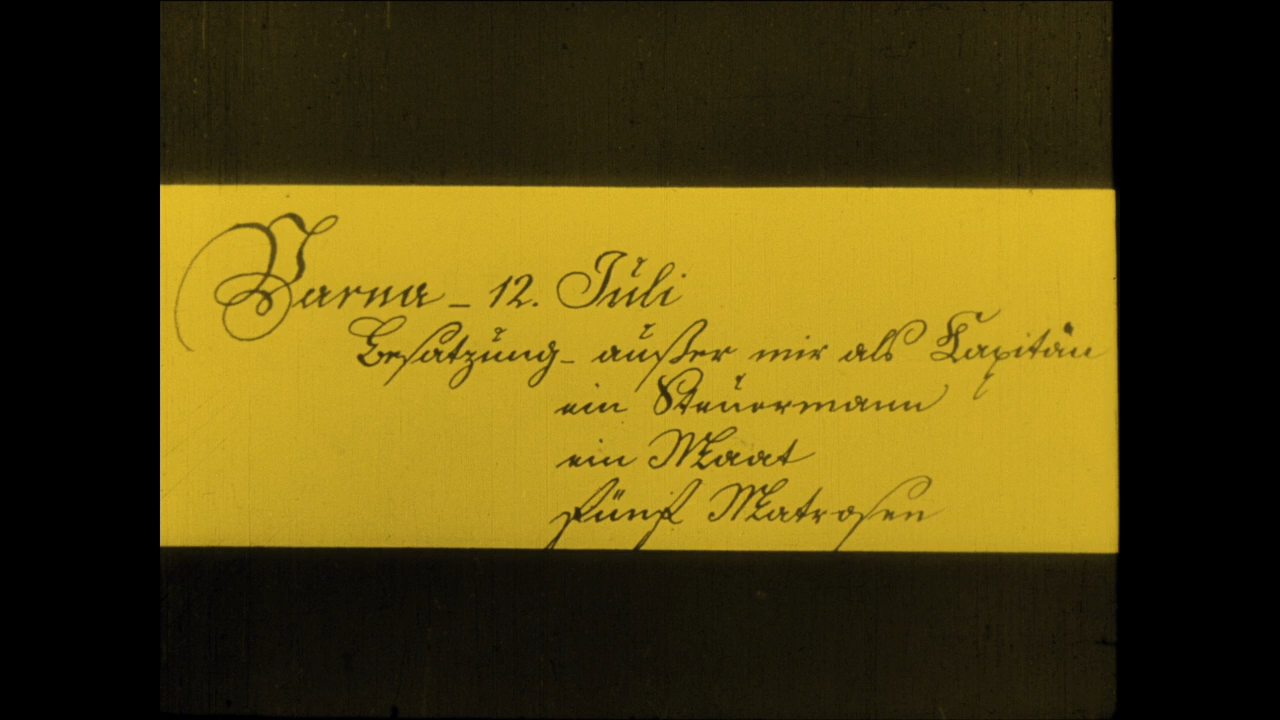 Varna – 12. Juli
Besatzung – außer mir als Kapitän
ein Steuermann
ein Maat
fünf Matrosen